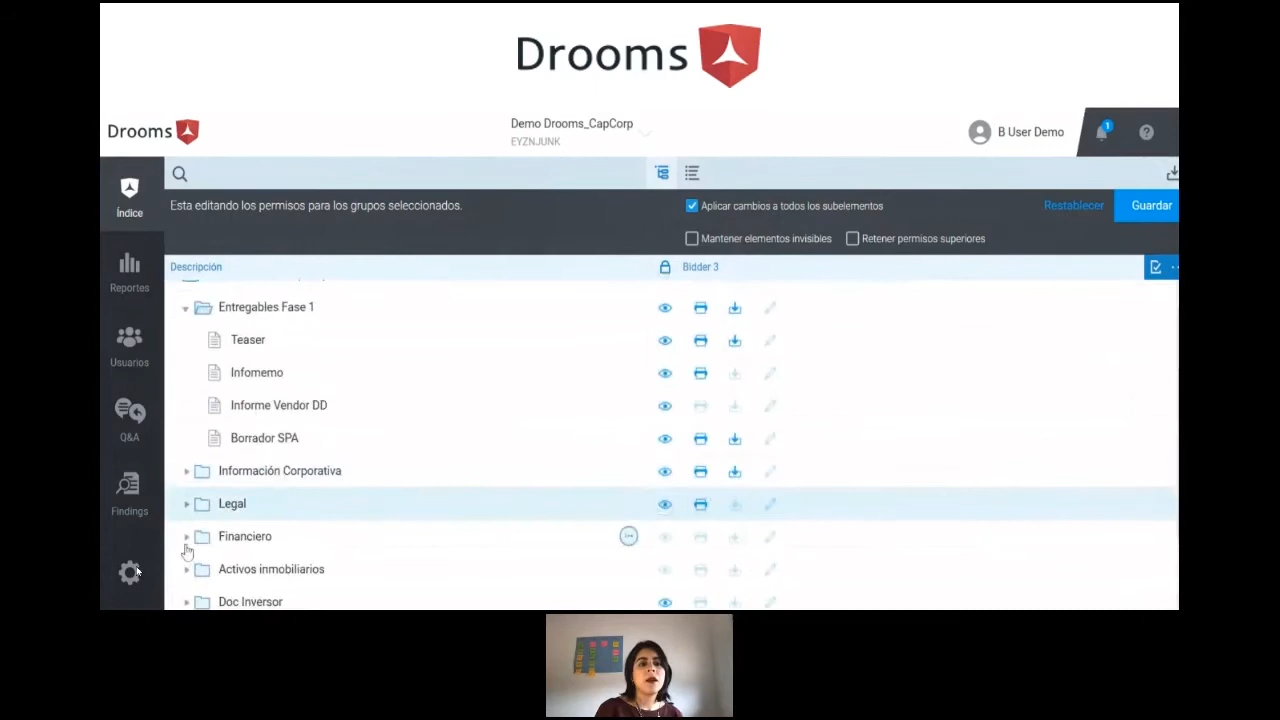 Drooms
Drooms
Demo Drooms_CapCorp
EYZNJUNK
B User Demo
1
Índice
Esta editando los permisos para los grupos seleccionados.
Aplicar cambios a todos los subelementos
Restablecer
Guardar
Mantener elementos invisibles
Retener permisos superiores
Descripción
Bidder 3
Reportes
Entregables Fase 1
Teaser
Usuarios
Infomemo
Informe Vendor DD
Q&A
Borrador SPA
Información Corporativa
Legal
Findings
Financiero
Activos inmobiliarios
Doc Inversor